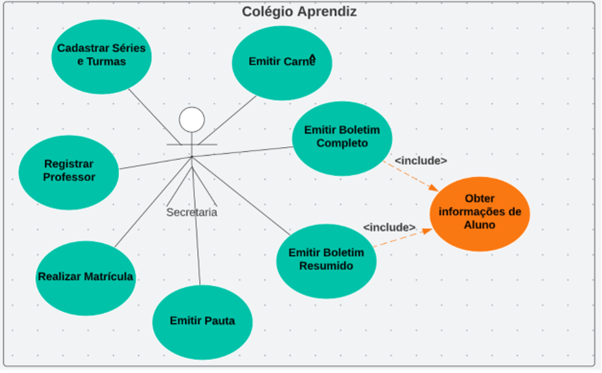 Colégio Aprendiz
Cadastrar Séries
e Turmas
Emitir Carnê
Emitir Boletim
Completo
<include>
Registrar
Professor
Obter
informações de
Aluno
Secretaria
<include>
Emitir Boletim
Resumido
Realizar Matrícula
Emitir Pauta